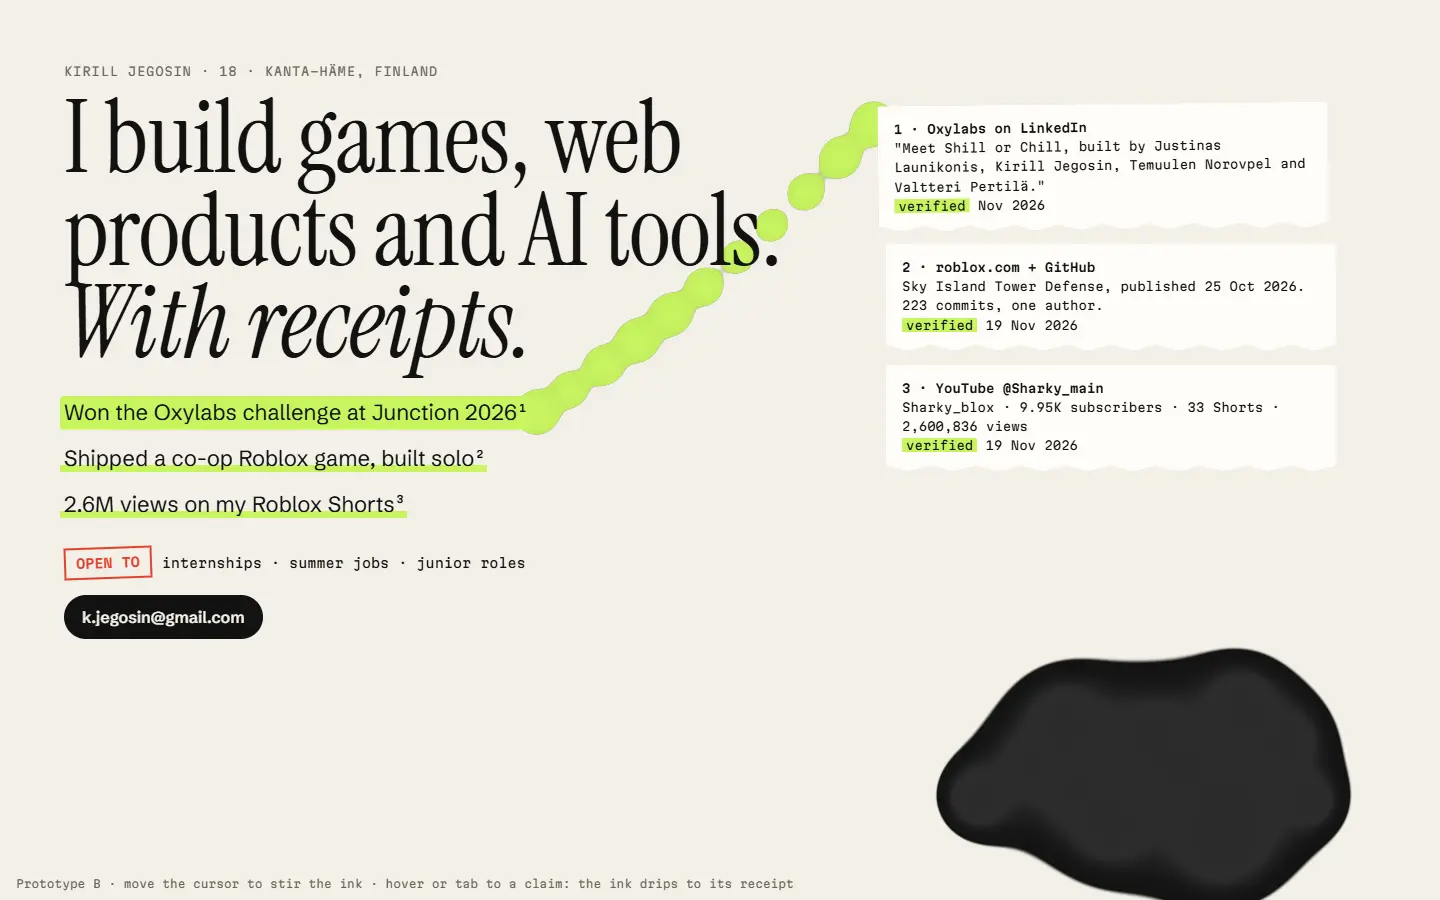 KIRILL JEGOSIN · 18 · KANTA-HÄME, FINLAND
I build games, web
products and AI tools.
With receipts.
Won the Oxylabs challenge at Junction 2026¹
Shipped a co-op Roblox game, built solo²
2.6M views on my Roblox Shorts³
OPEN TO internships · summer jobs · junior roles
k.jegosin@gmail.com
1 · Oxylabs on LinkedIn
"Meet Shill or Chill, built by Justinas
Launikonis, Kirill Jegosin, Temuulen Norovpel and
Valtteri Pertilä."
verified Nov 2026
2 · roblox.com + GitHub
Sky Island Tower Defense, published 25 Oct 2026.
223 commits, one author.
verified 19 Nov 2026
3 · YouTube @Sharky_main
Sharky_blox · 9.95K subscribers · 33 Shorts ·
2,600,836 views
verified 19 Nov 2026
Prototype B · move the cursor to stir the ink · hover or tab to a claim: the ink drips to its receipt